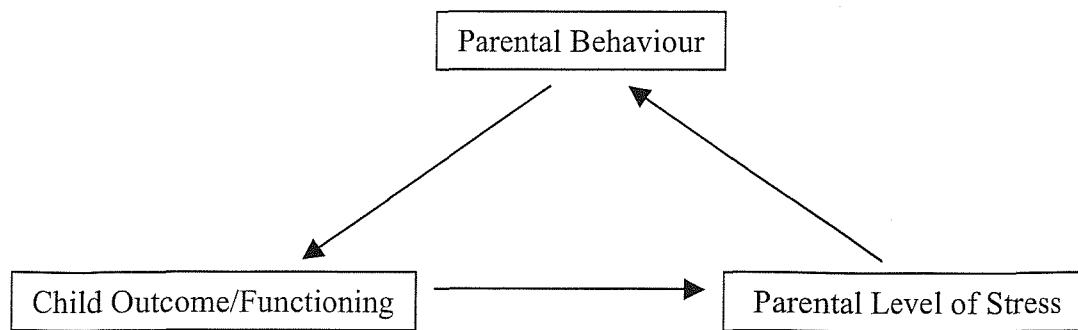 Parental Behaviour
Child Outcome/Functioning
Parental Level of Stress